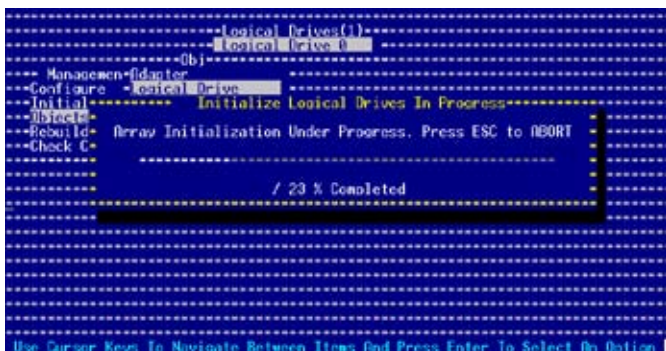 Logical Drives(1)
Logical Drive 0
Obj
Managemen
Adapter
Configure
Logical Drive
Initial
Initialize Logical Drives In Progress
Objects
Rebuild
Array Initialization Under Progress. Press ESC to ABORT
Check C
/ 23 % Completed
Use Cursor Keys To Navigate Between Items And Press Enter To Select An Option